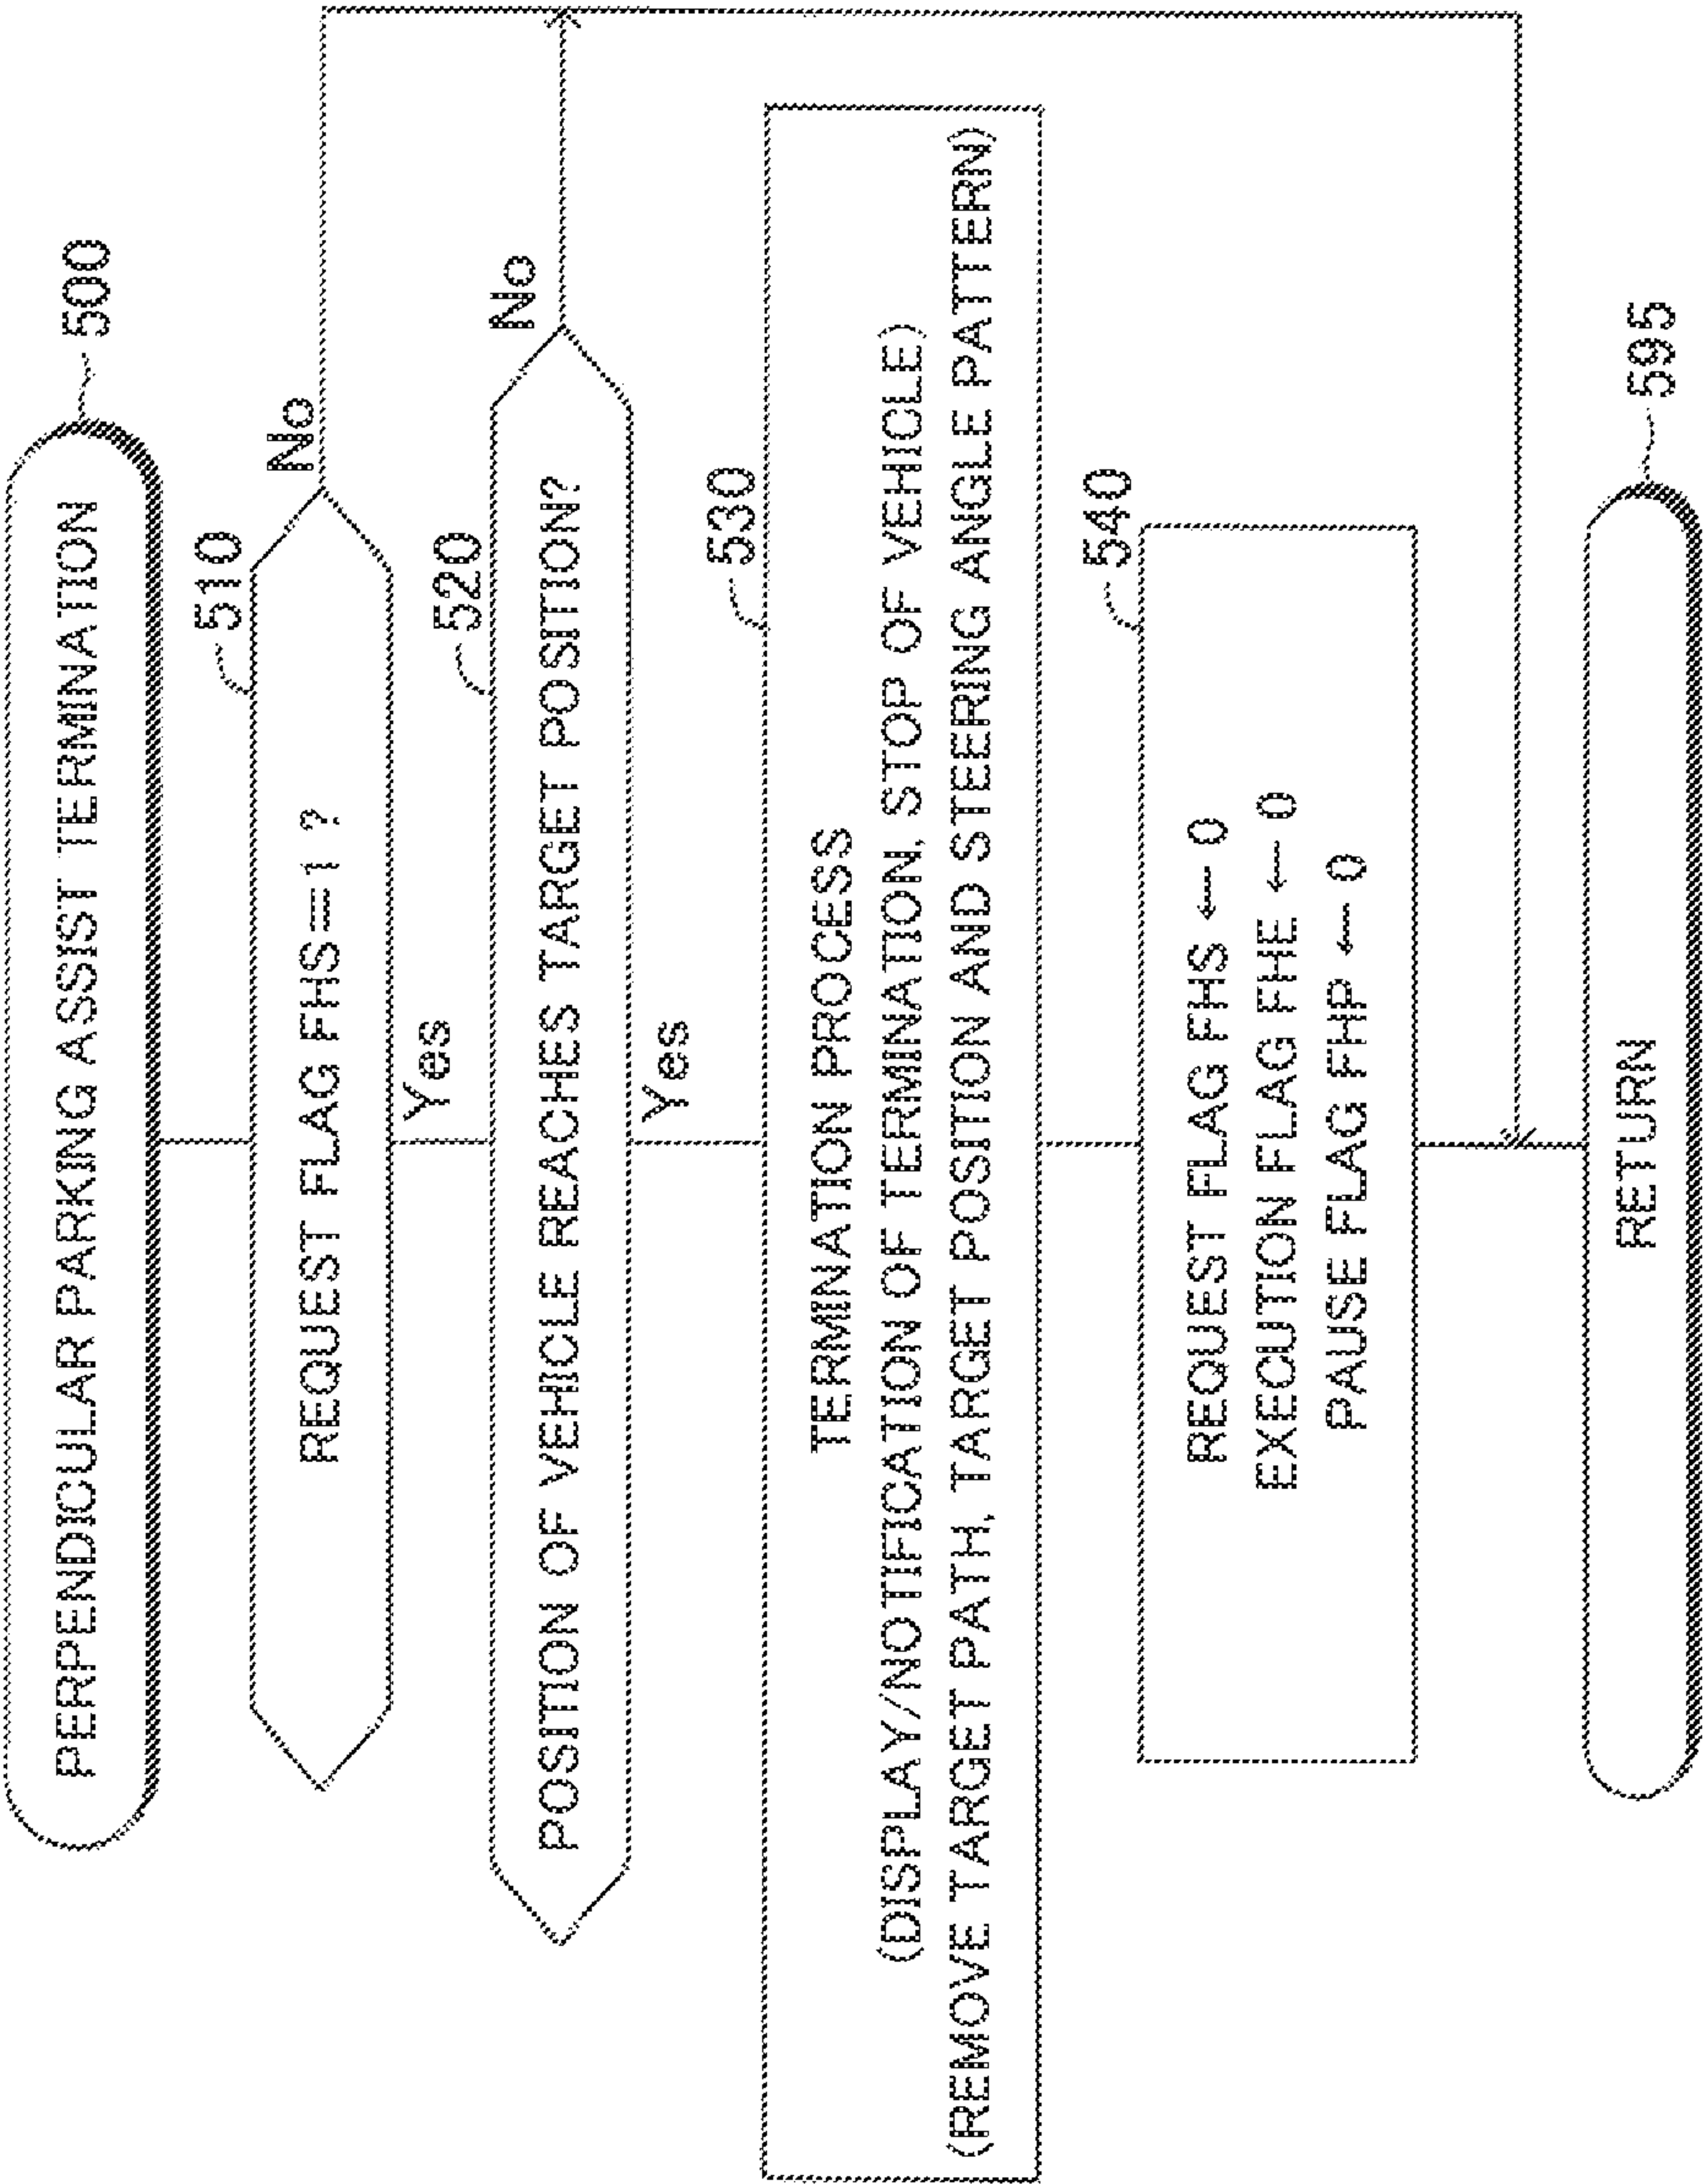 PERPENDICULAR PARKING ASSIST TERMINATION
500
510
REQUEST FLAG FHS=1 ?
No
Yes
520
POSITION OF VEHICLE REACHES TARGET POSITION?
No
Yes
530
TERMINATION PROCESS
(DISPLAY/NOTIFICATION OF TERMINATION, STOP OF VEHICLE)
(REMOVE TARGET PATH, TARGET POSITION AND STEERING ANGLE PATTERN)
540
REQUEST FLAG FHS ← 0
EXECUTION FLAG FHE ← 0
PAUSE FLAG FHP ← 0
RETURN
595